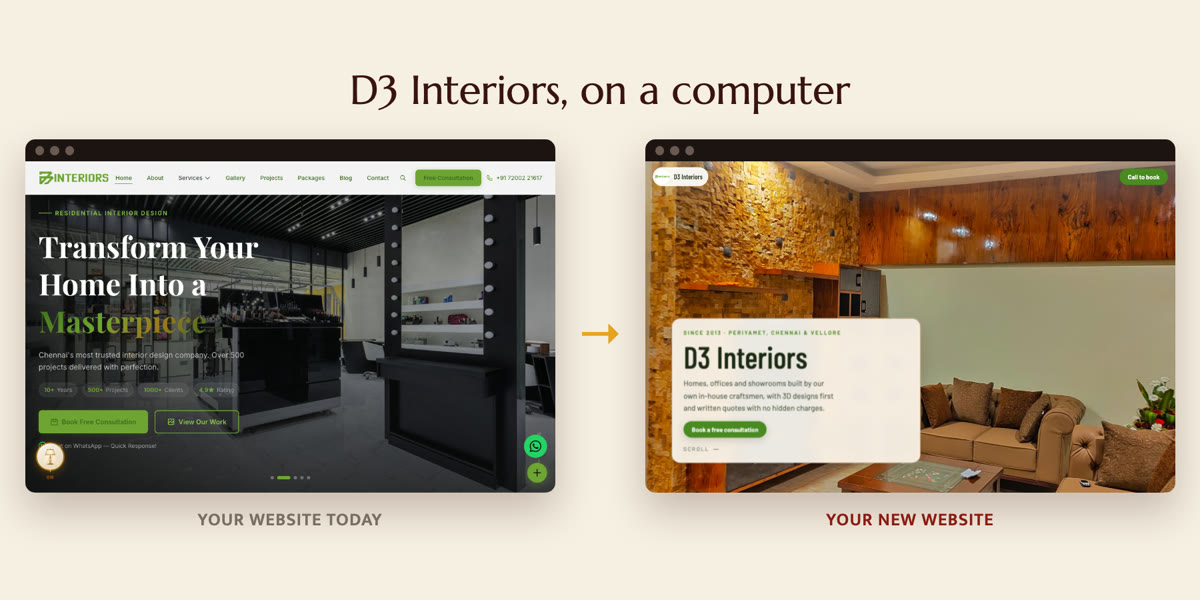 D3 Interiors, on a computer
INTERIORS
Home
About
Services
Gallery
Projects
Packages
Blog
Contact
Free Consultation
+91 72002 21617
RESIDENTIAL INTERIOR DESIGN
Transform Your
Home Into a
Masterpiece
Chennai's most trusted interior design company. Over 500
projects delivered with perfection.
10+ Years
500+ Projects
1000+ Clients
4.9★ Rating
Book Free Consultation
View Our Work
on WhatsApp — Quick Response!
YOUR WEBSITE TODAY
D3 Interiors
Call to book
SINCE 2013 · PERIYAMET, CHENNAI & VELLORE
D3 Interiors
Homes, offices and showrooms built by our
own in-house craftsmen, with 3D designs first
and written quotes with no hidden charges.
Book a free consultation
SCROLL
YOUR NEW WEBSITE